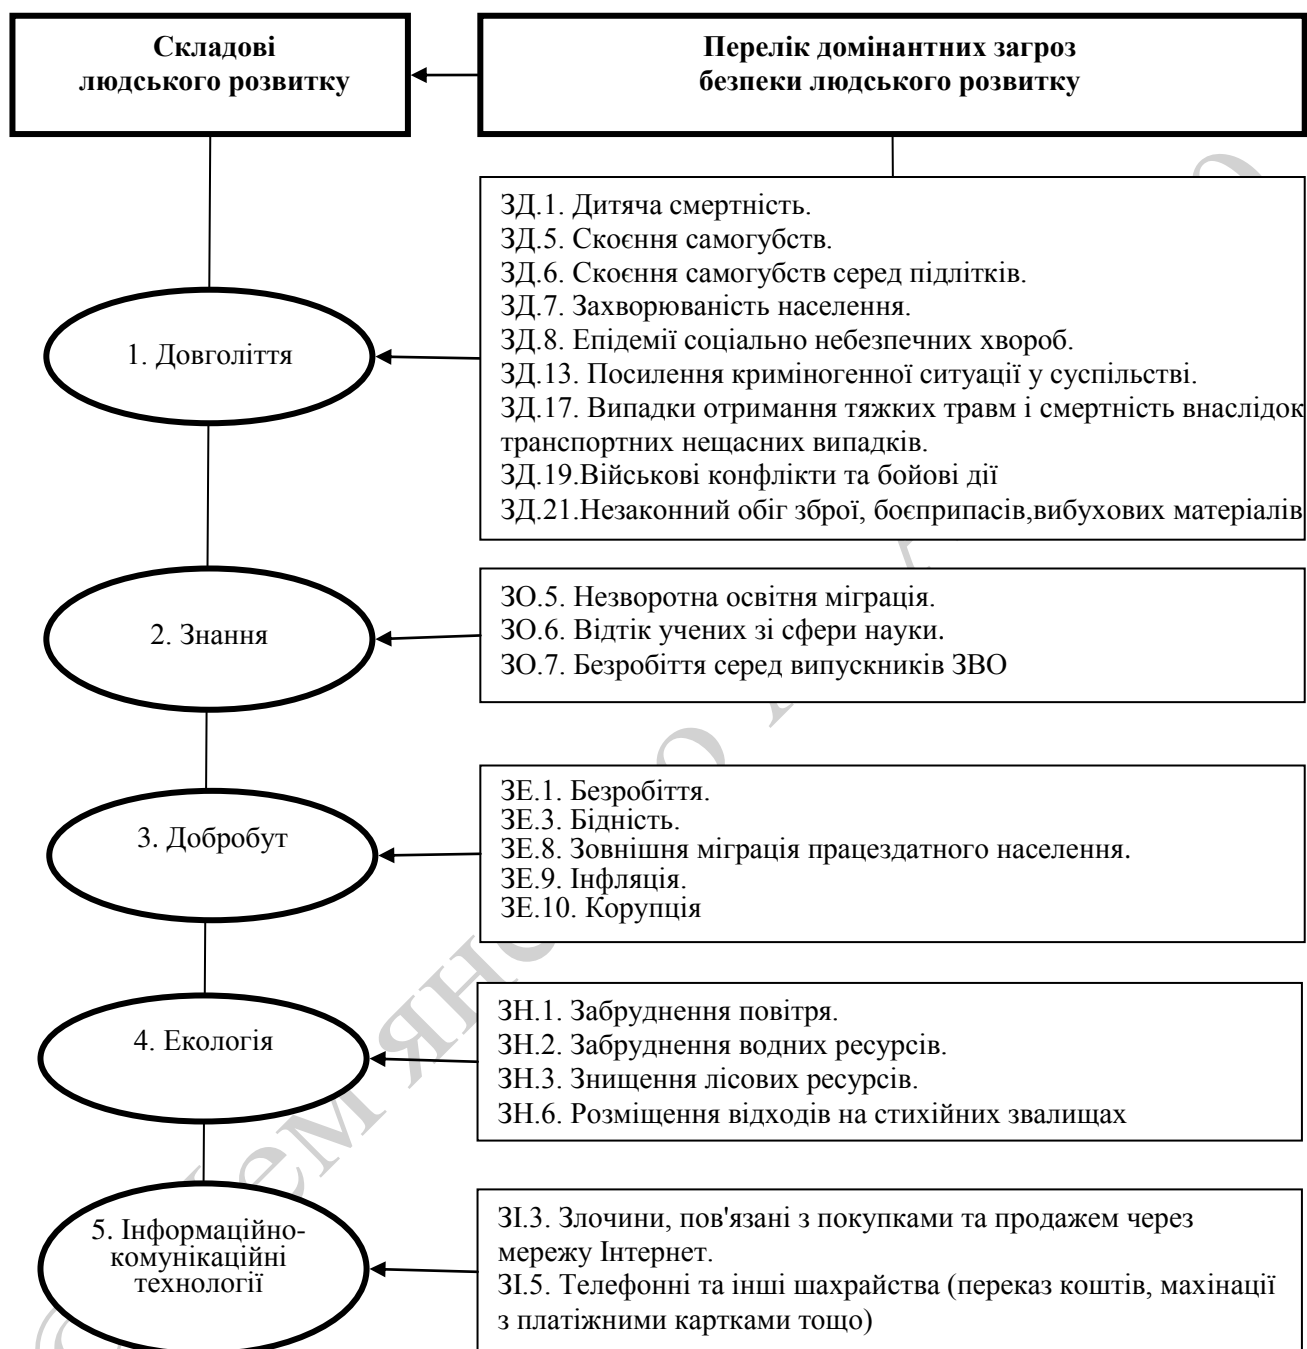 Складові
людського розвитку
Перелік домінантних загроз
безпеки людського розвитку
1. Довголіття
ЗД.1. Дитяча смертність.
ЗД.5. Скоєння самогубств.
ЗД.6. Скоєння самогубств серед підлітків.
ЗД.7. Захворюваність населення.
ЗД.8. Епідемії соціально небезпечних хвороб.
ЗД.13. Посилення криміногенної ситуації у суспільстві.
ЗД.17. Випадки отримання тяжких травм і смертність внаслідок
транспортних нещасних випадків.
ЗД.19.Військові конфлікти та бойові дії
ЗД.21.Незаконний обіг зброї, боєприпасів,вибухових матеріалів
2. Знання
ЗО.5. Незворотна освітня міграція.
ЗО.6. Відтік учених зі сфери науки.
ЗО.7. Безробіття серед випускників ЗВО
3. Добробут
ЗЕ.1. Безробіття.
ЗЕ.3. Бідність.
ЗЕ.8. Зовнішня міграція працездатного населення.
ЗЕ.9. Інфляція.
ЗЕ.10. Корупція
4. Екологія
ЗН.1. Забруднення повітря.
ЗН.2. Забруднення водних ресурсів.
ЗН.3. Знищення лісових ресурсів.
ЗН.6. Розміщення відходів на стихійних звалищах
5. Інформаційно-
комунікаційні
технології
ЗІ.3. Злочини, пов'язані з покупками та продажем через
мережу Інтернет.
ЗІ.5. Телефонні та інші шахрайства (переказ коштів, махінації
з платіжними картками тощо)